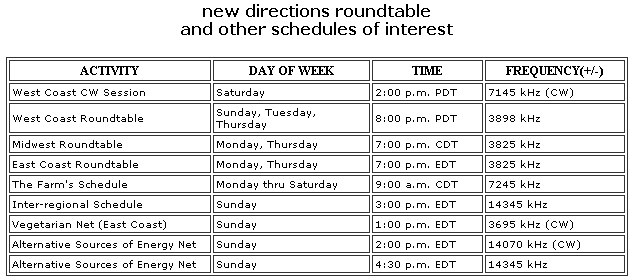 new directions roundtable
and other schedules of interest
ACTIVITY DAY OF WEEK TIME FREQUENCY(+/-)
West Coast CW Session Saturday 2:00 p.m. PDT 7145 kHz (CW)
West Coast Roundtable Sunday, Tuesday, Thursday 8:00 p.m. PDT 3898 kHz
Midwest Roundtable Monday, Thursday 7:00 p.m. CDT 3825 kHz
East Coast Roundtable Monday, Thursday 7:00 p.m. EDT 3825 kHz
The Farm's Schedule Monday thru Saturday 9:00 a.m. CDT 7245 kHz
Inter-regional Schedule Sunday 3:00 p.m. EDT 14345 kHz
Vegetarian Net (East Coast) Sunday 1:00 p.m. EDT 3695 kHz (CW)
Alternative Sources of Energy Net Sunday 2:00 p.m. EDT 14070 kHz (CW)
Alternative Sources of Energy Net Sunday 4:30 p.m. EDT 14345 kHz